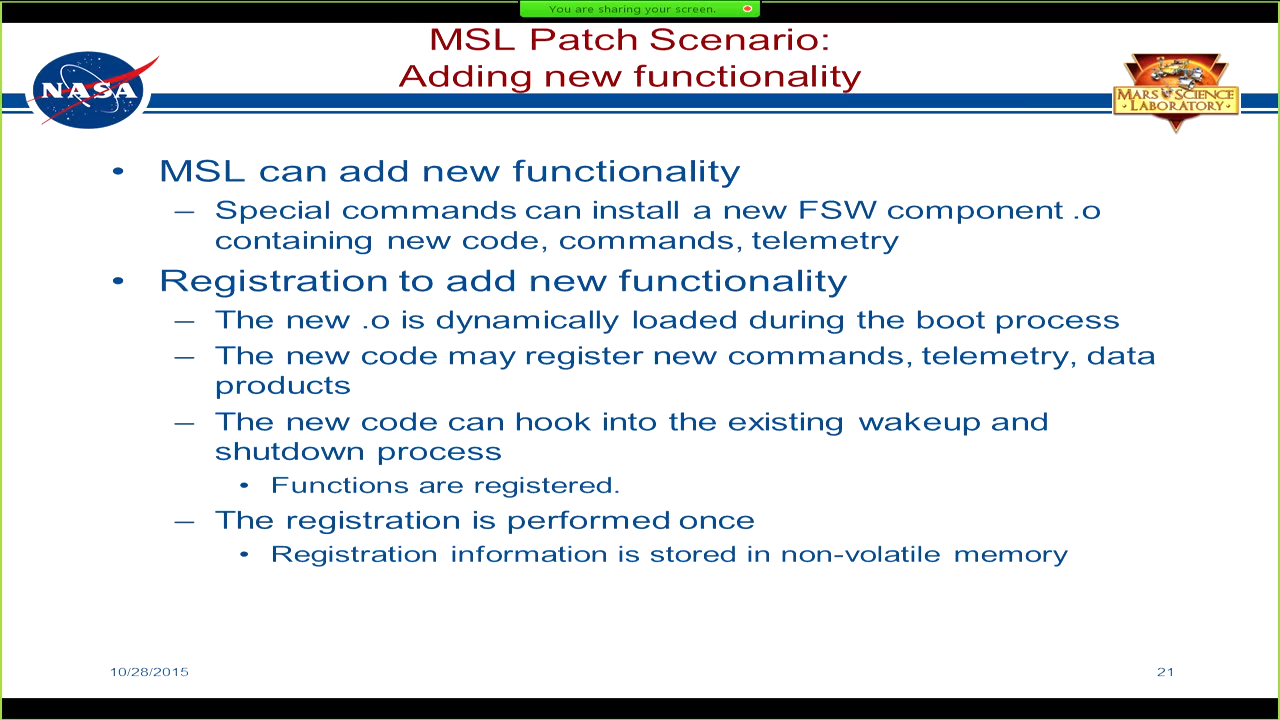 You are sharing your screen.
MSL Patch Scenario:
Adding new functionality
NASA
MARS SCIENCE
LABORATORY
• MSL can add new functionality
– Special commands can install a new FSW component .o
containing new code, commands, telemetry
• Registration to add new functionality
– The new .o is dynamically loaded during the boot process
– The new code may register new commands, telemetry, data
products
– The new code can hook into the existing wakeup and
shutdown process
• Functions are registered.
– The registration is performed once
• Registration information is stored in non-volatile memory
10/28/2015
21